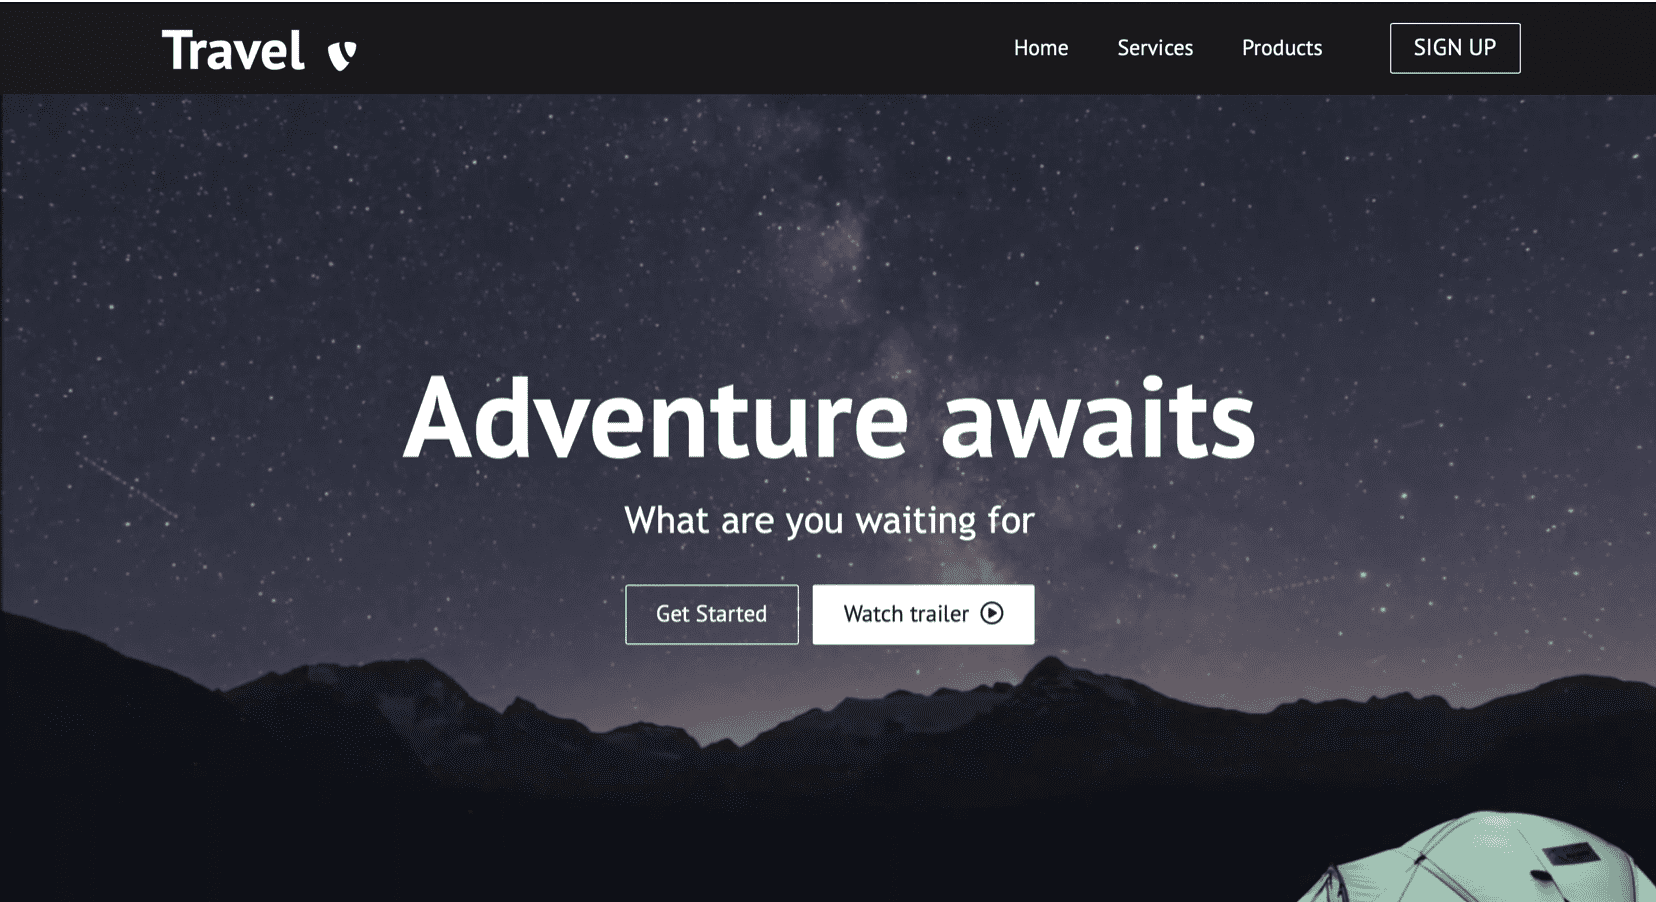 Travel
Home Services Products SIGN UP
Adventure awaits
What are you waiting for
Get Started Watch trailer